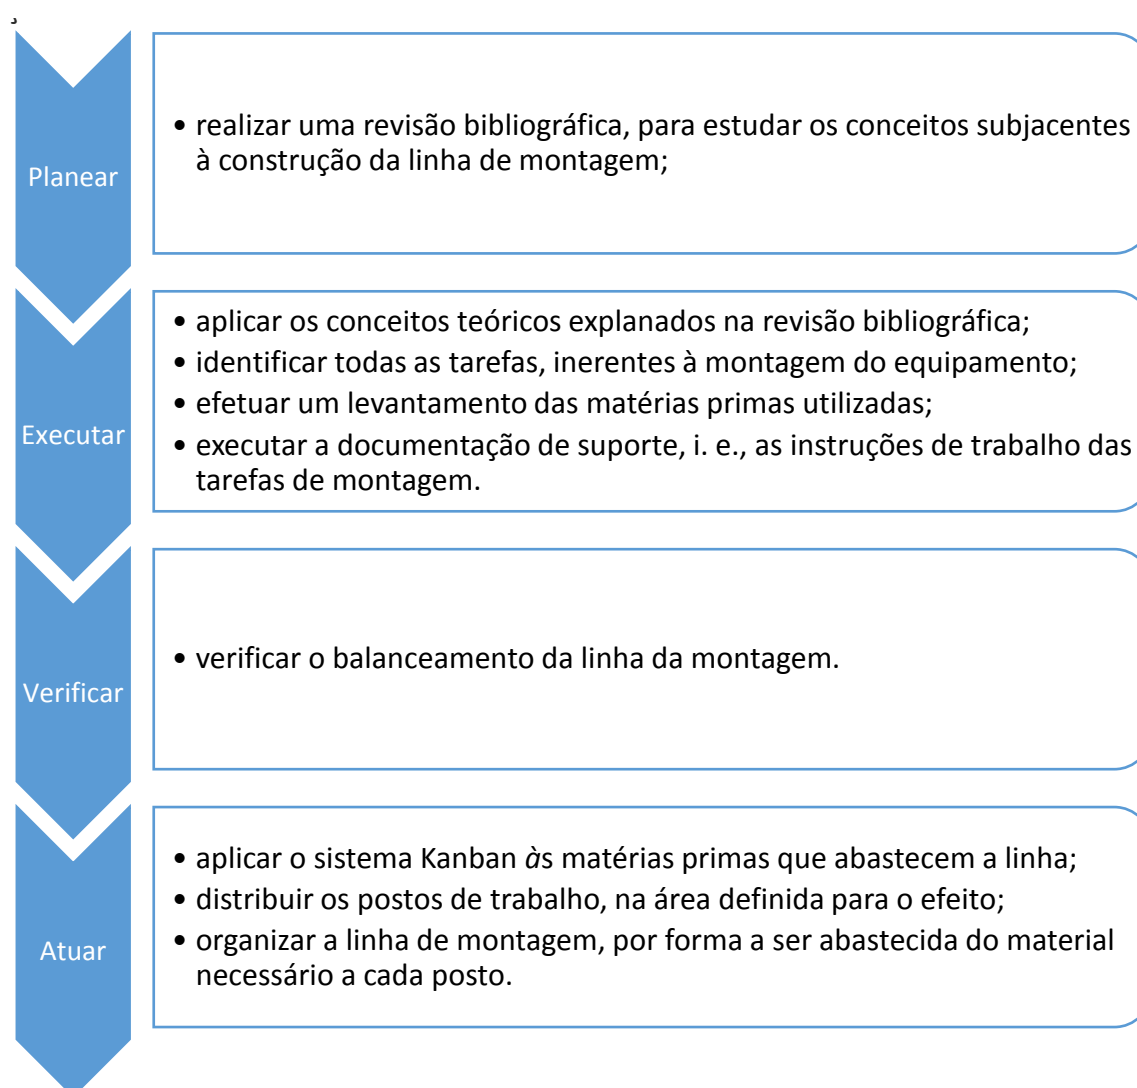 Planear
• realizar uma revisão bibliográfica, para estudar os conceitos subjacentes
à construção da linha de montagem;
Executar
• aplicar os conceitos teóricos explanados na revisão bibliográfica;
• identificar todas as tarefas, inerentes à montagem do equipamento;
• efetuar um levantamento das matérias primas utilizadas;
• executar a documentação de suporte, i. e., as instruções de trabalho das
tarefas de montagem.
Verificar
• verificar o balanceamento da linha da montagem.
Atuar
• aplicar o sistema Kanban às matérias primas que abastecem a linha;
• distribuir os postos de trabalho, na área definida para o efeito;
• organizar a linha de montagem, por forma a ser abastecida do material
necessário a cada posto.